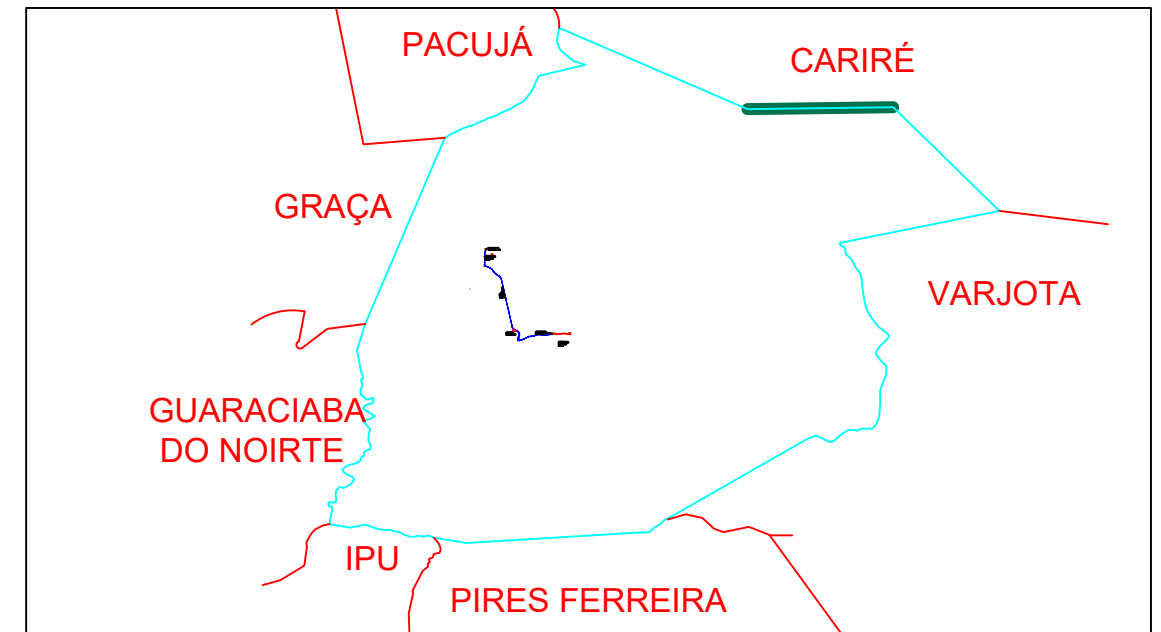 PACUJÁ
CARIRÉ
GRAÇA
VARJOTA
GUARACIABA
DO NOIRTE
IPU
PIRES FERREIRA